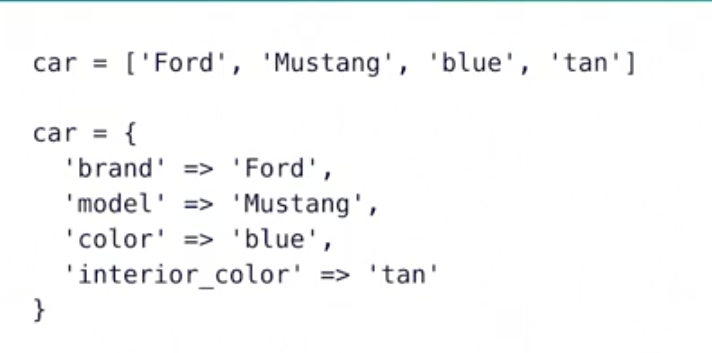 car = ['Ford', 'Mustang', 'blue', 'tan']
car = {
  'brand' => 'Ford',
  'model' => 'Mustang',
  'color' => 'blue',
  'interior_color' => 'tan'
}